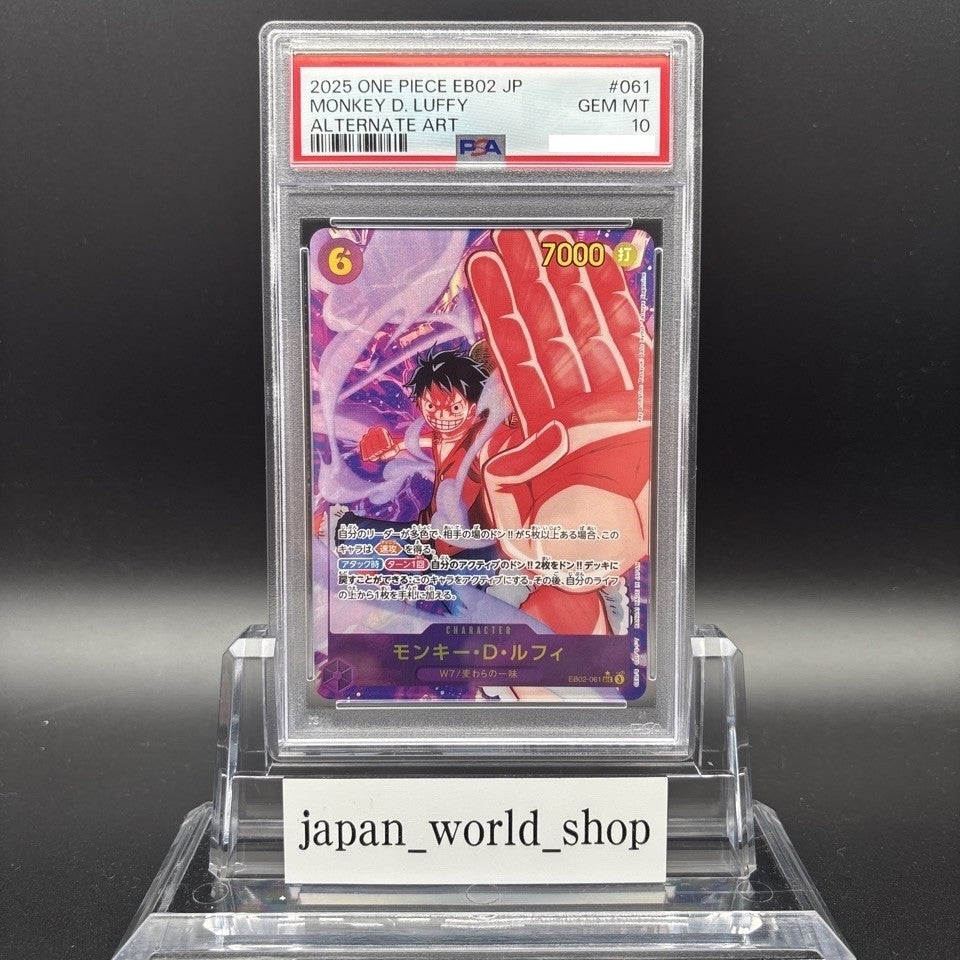 2025 ONE PIECE EB02 JP #061
MONKEY D. LUFFY GEM MT
ALTERNATE ART 10
PSA
6
7000 打
自分のリーダーが多色で、相手の場のドン!!が5枚以上ある場合、この
キャラは速攻を得る。
アタック時 ターン1回 自分のアクティブのドン!!2枚をドン!!デッキに
戻すことができる:このキャラをアクティブにする。その後、自分のライフ
の上から1枚を手札に加える。
CHARACTER
モンキー・D・ルフィ
W7/麦わらの一味
EB02-061
PSA
japan_world_shop